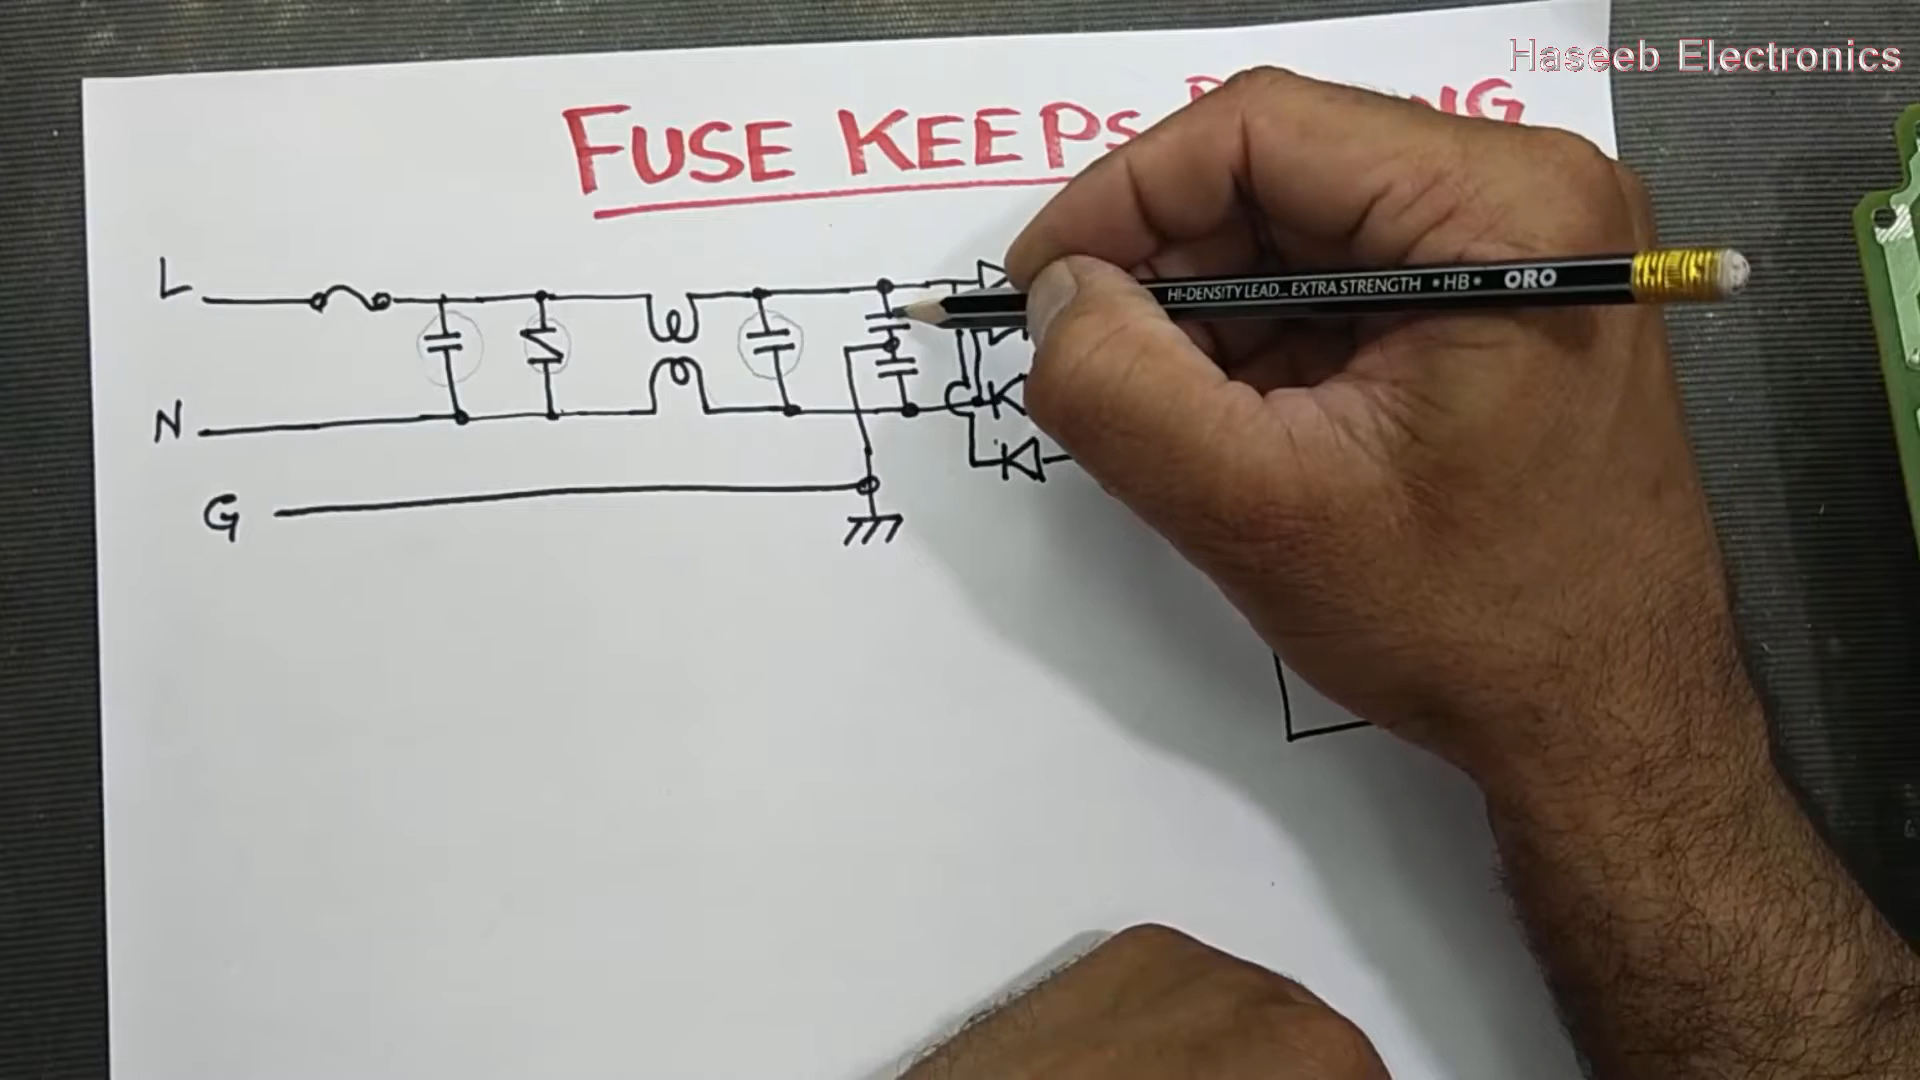 Haseeb Electronics
FUSE KEEPS
HI-DENSITY LEAD... EXTRA STRENGTH • HB • ORO
L
N
G